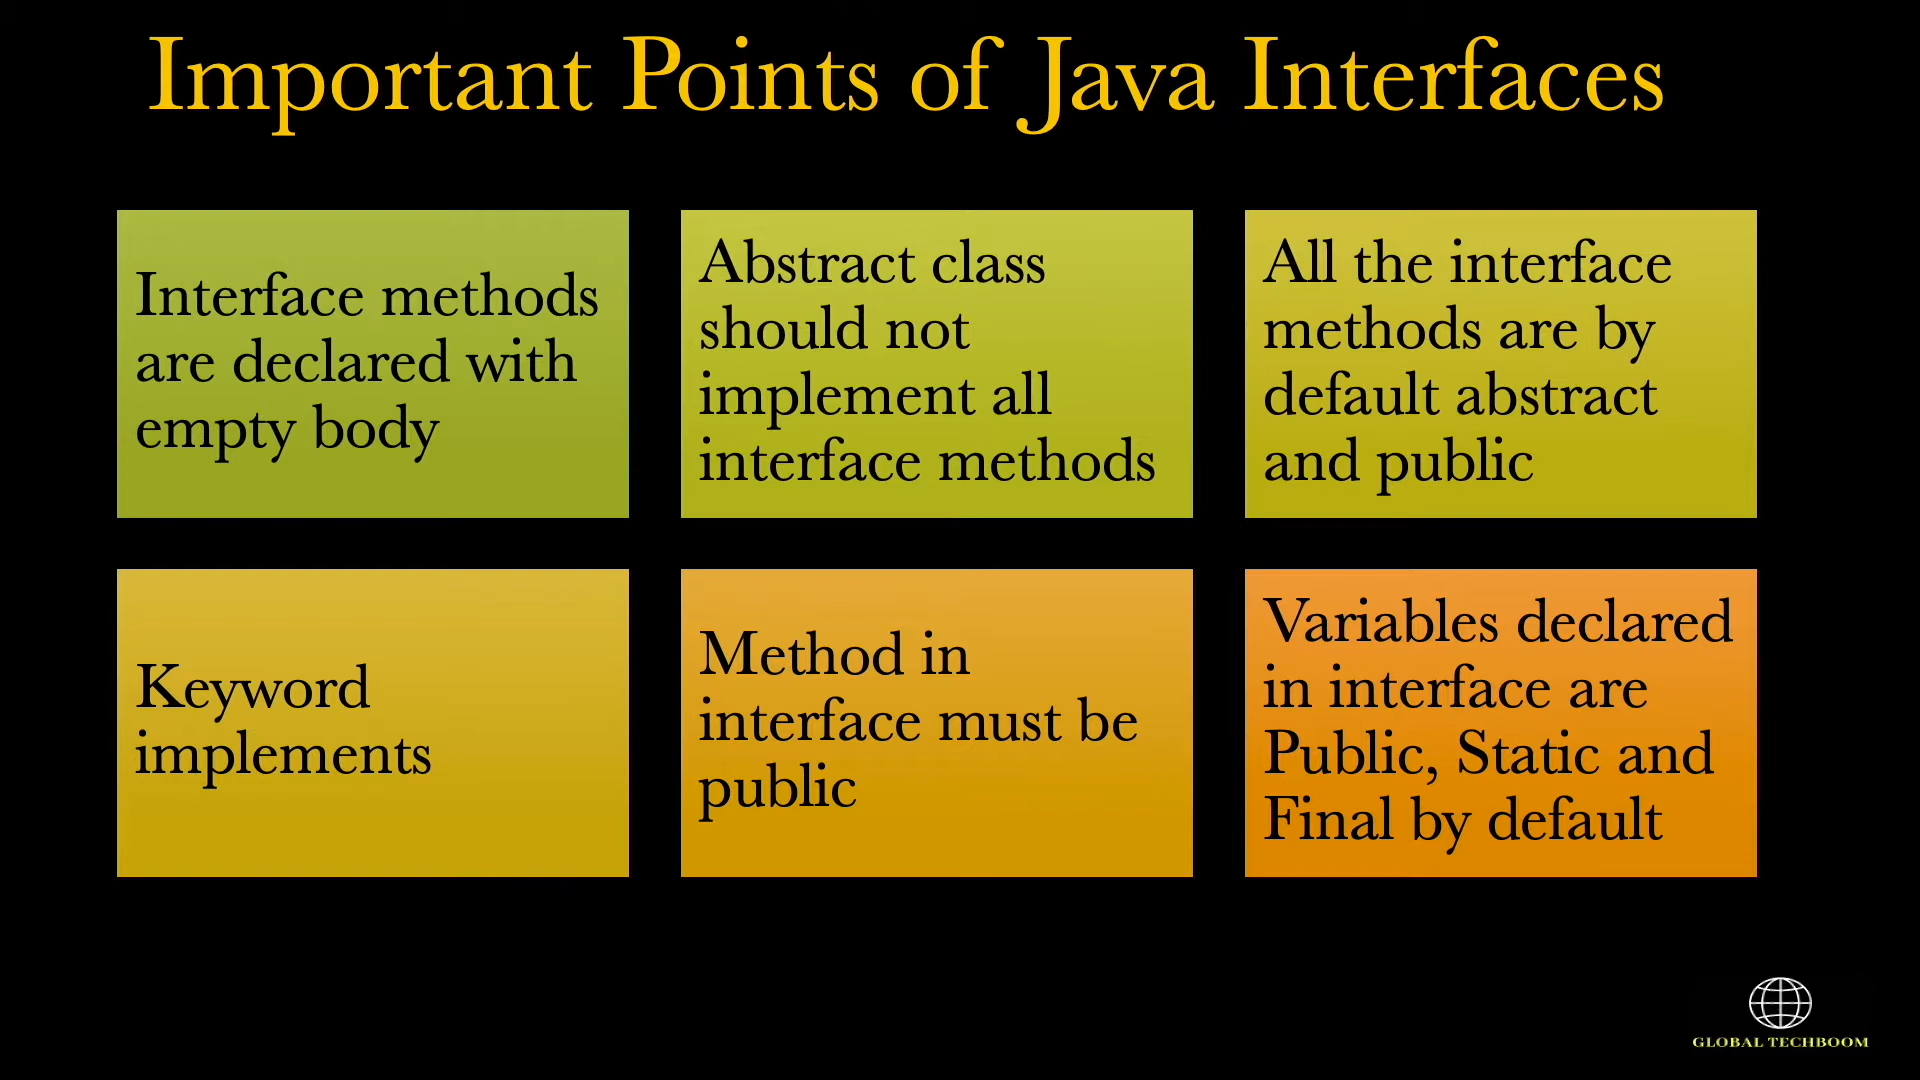 Important Points of Java Interfaces
Interface methods
are declared with
empty body
Abstract class
should not
implement all
interface methods
All the interface
methods are by
default abstract
and public
Keyword
implements
Method in
interface must be
public
Variables declared
in interface are
Public, Static and
Final by default
GLOBAL TECHBOOM